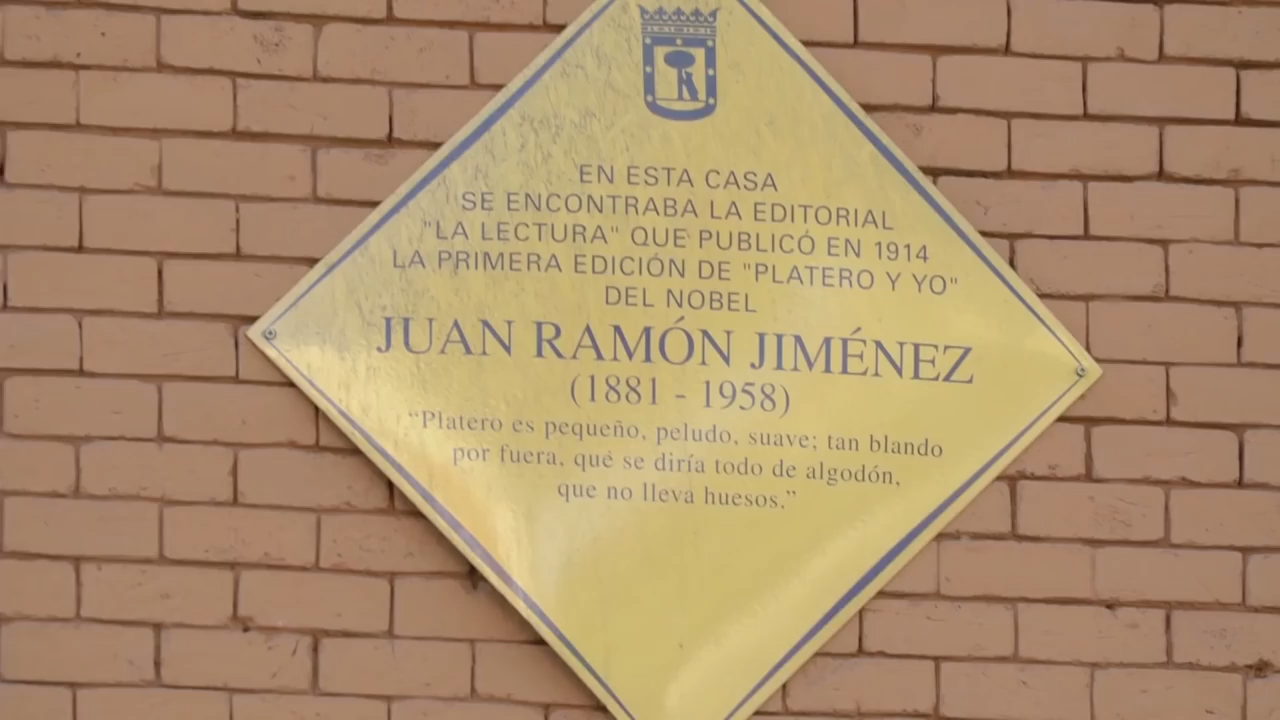 EN ESTA CASA
SE ENCONTRABA LA EDITORIAL
"LA LECTURA" QUE PUBLICÓ EN 1914
LA PRIMERA EDICIÓN DE "PLATERO Y YO"
DEL NOBEL
JUAN RAMÓN JIMÉNEZ
(1881 - 1958)
“Platero es pequeño, peludo, suave; tan blando
por fuera, que se diría todo de algodón,
que no lleva huesos.”